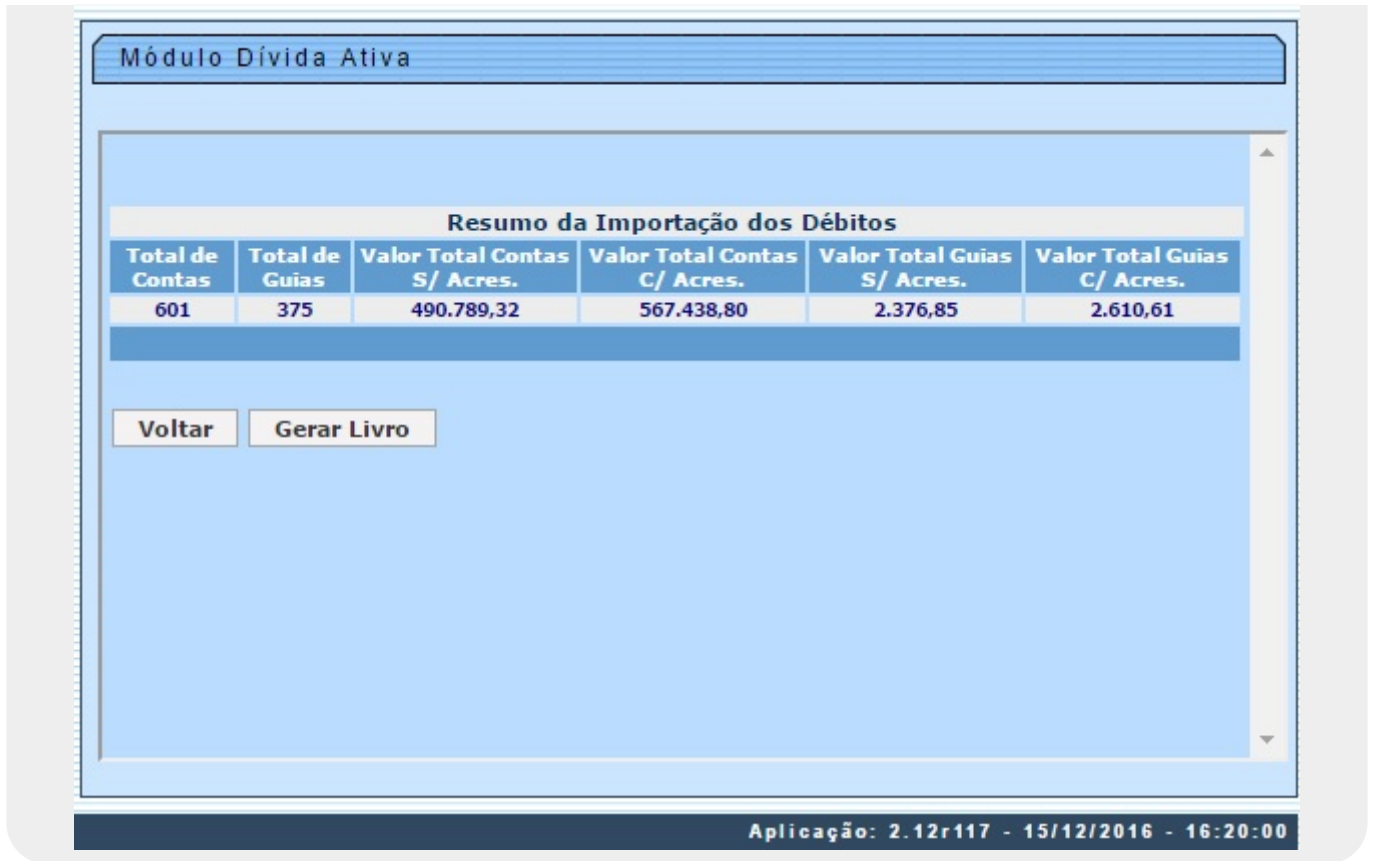 Módulo Dívida Ativa
Resumo da Importação dos Débitos
Total de Contas Total de Guias Valor Total Contas S/ Acres. Valor Total Contas C/ Acres. Valor Total Guias S/ Acres. Valor Total Guias C/ Acres.
601 375 490.789,32 567.438,80 2.376,85 2.610,61
Voltar Gerar Livro
Aplicação: 2.12r117 - 15/12/2016 - 16:20:00